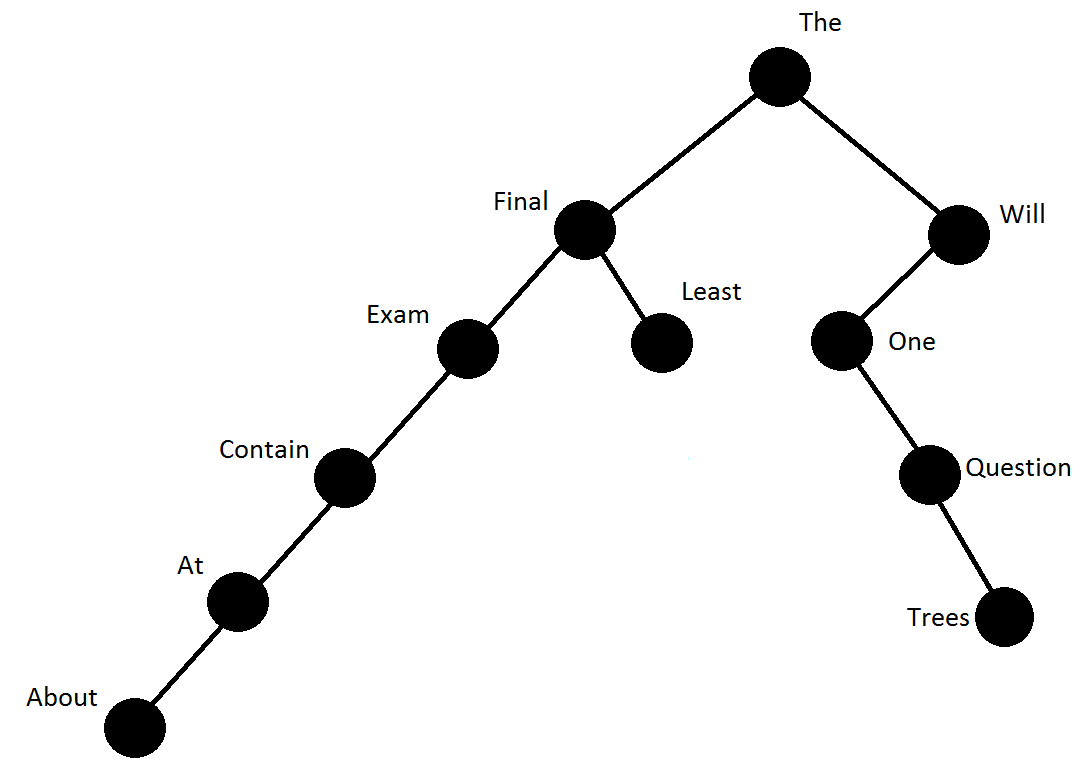 The
Final
Will
Least
Exam
One
Contain
Question
At
Trees
About